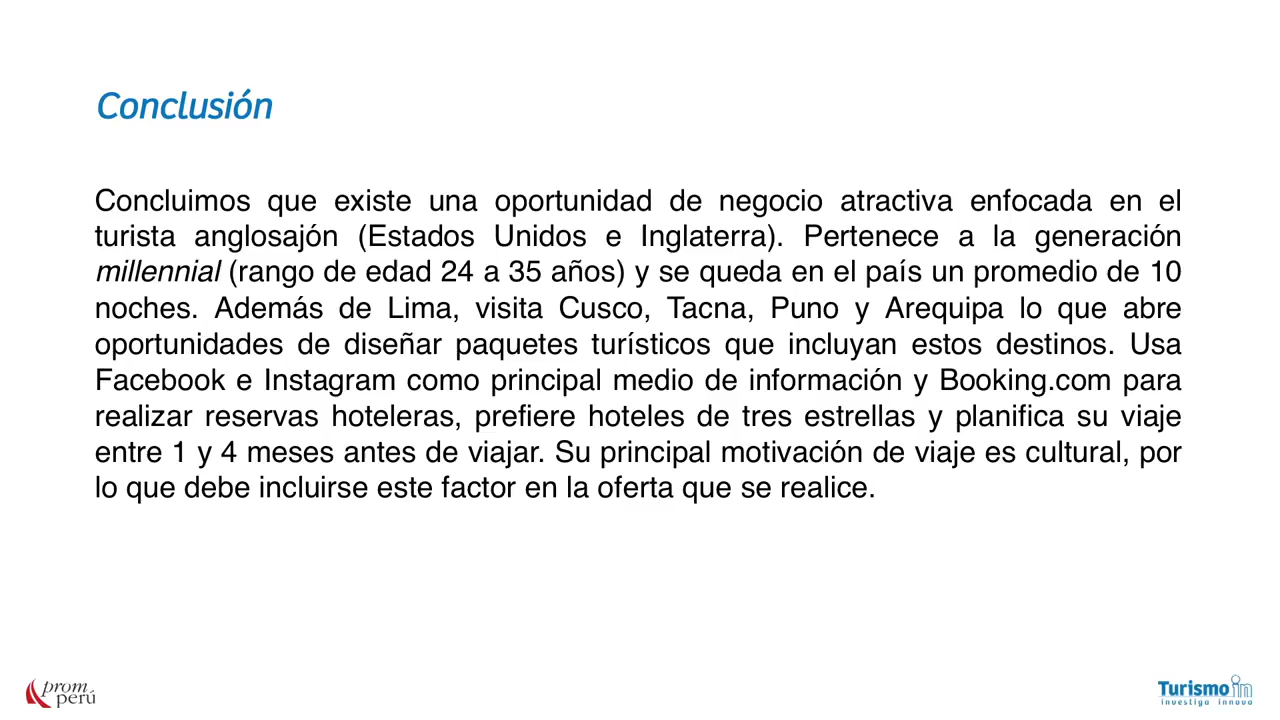 Conclusión
Concluimos que existe una oportunidad de negocio atractiva enfocada en el
turista anglosajón (Estados Unidos e Inglaterra). Pertenece a la generación
millennial (rango de edad 24 a 35 años) y se queda en el país un promedio de 10
noches. Además de Lima, visita Cusco, Tacna, Puno y Arequipa lo que abre
oportunidades de diseñar paquetes turísticos que incluyan estos destinos. Usa
Facebook e Instagram como principal medio de información y Booking.com para
realizar reservas hoteleras, prefiere hoteles de tres estrellas y planifica su viaje
entre 1 y 4 meses antes de viajar. Su principal motivación de viaje es cultural, por
lo que debe incluirse este factor en la oferta que se realice.
prom
perú
Turismo in
investiga innova